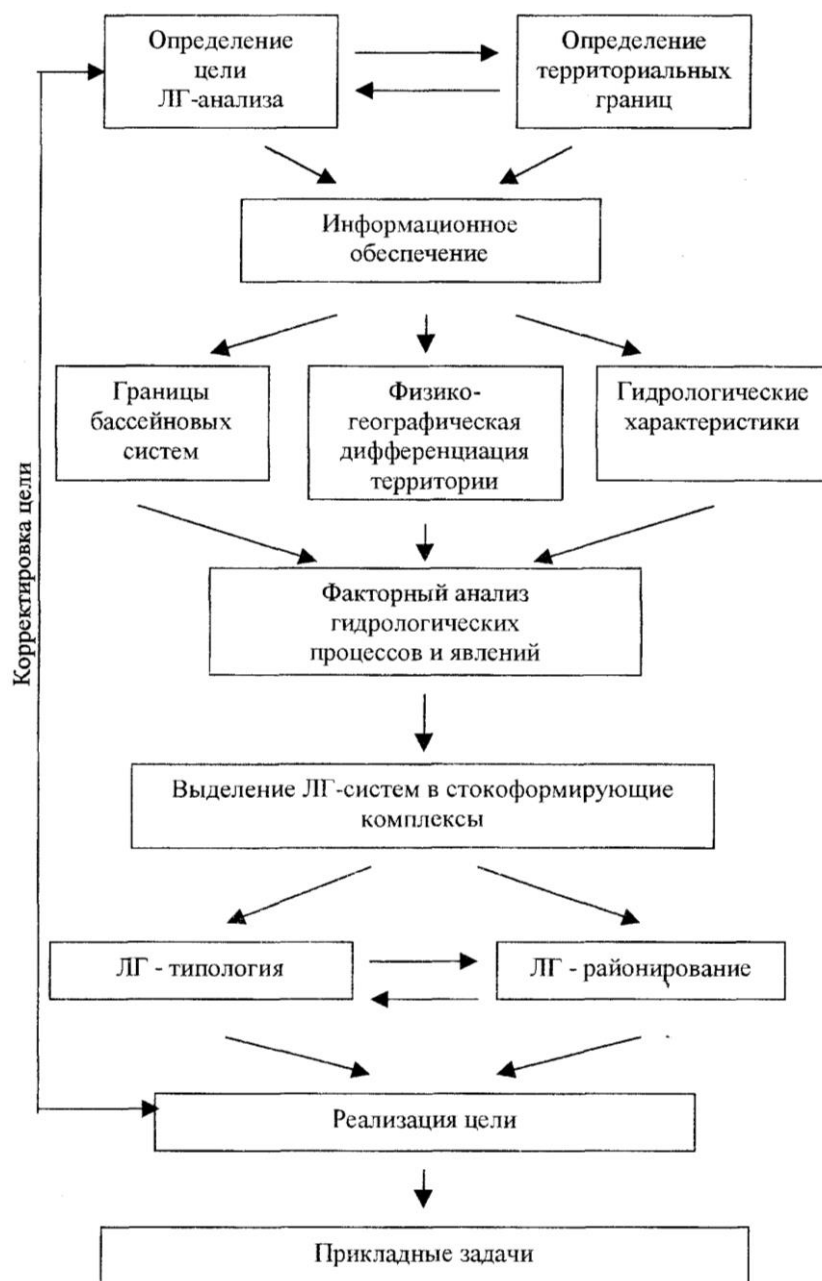 Определение
цели
ЛГ-анализа
Определение
территориальных
границ
Информационное
обеспечение
Границы
бассейновых
систем
Физико-
географическая
дифференциация
территории
Гидрологические
характеристики
Корректировка цели
Факторный анализ
гидрологических
процессов и явлений
Выделение ЛГ-систем в стокоформирующие
комплексы
ЛГ - типология
ЛГ - районирование
Реализация цели
Прикладные задачи